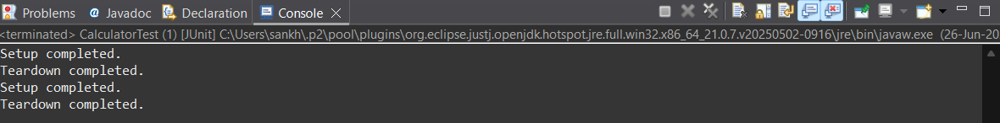 Problems Javadoc Declaration Console
<terminated> CalculatorTest (1) [JUnit] C:\Users\sankh\.p2\pool\plugins\org.eclipse.justj.openjdk.hotspot.jre.full.win32.x86_64_21.0.7.v20250502-0916\jre\bin\javaw.exe (26-Jun-20
Setup completed.
Teardown completed.
Setup completed.
Teardown completed.